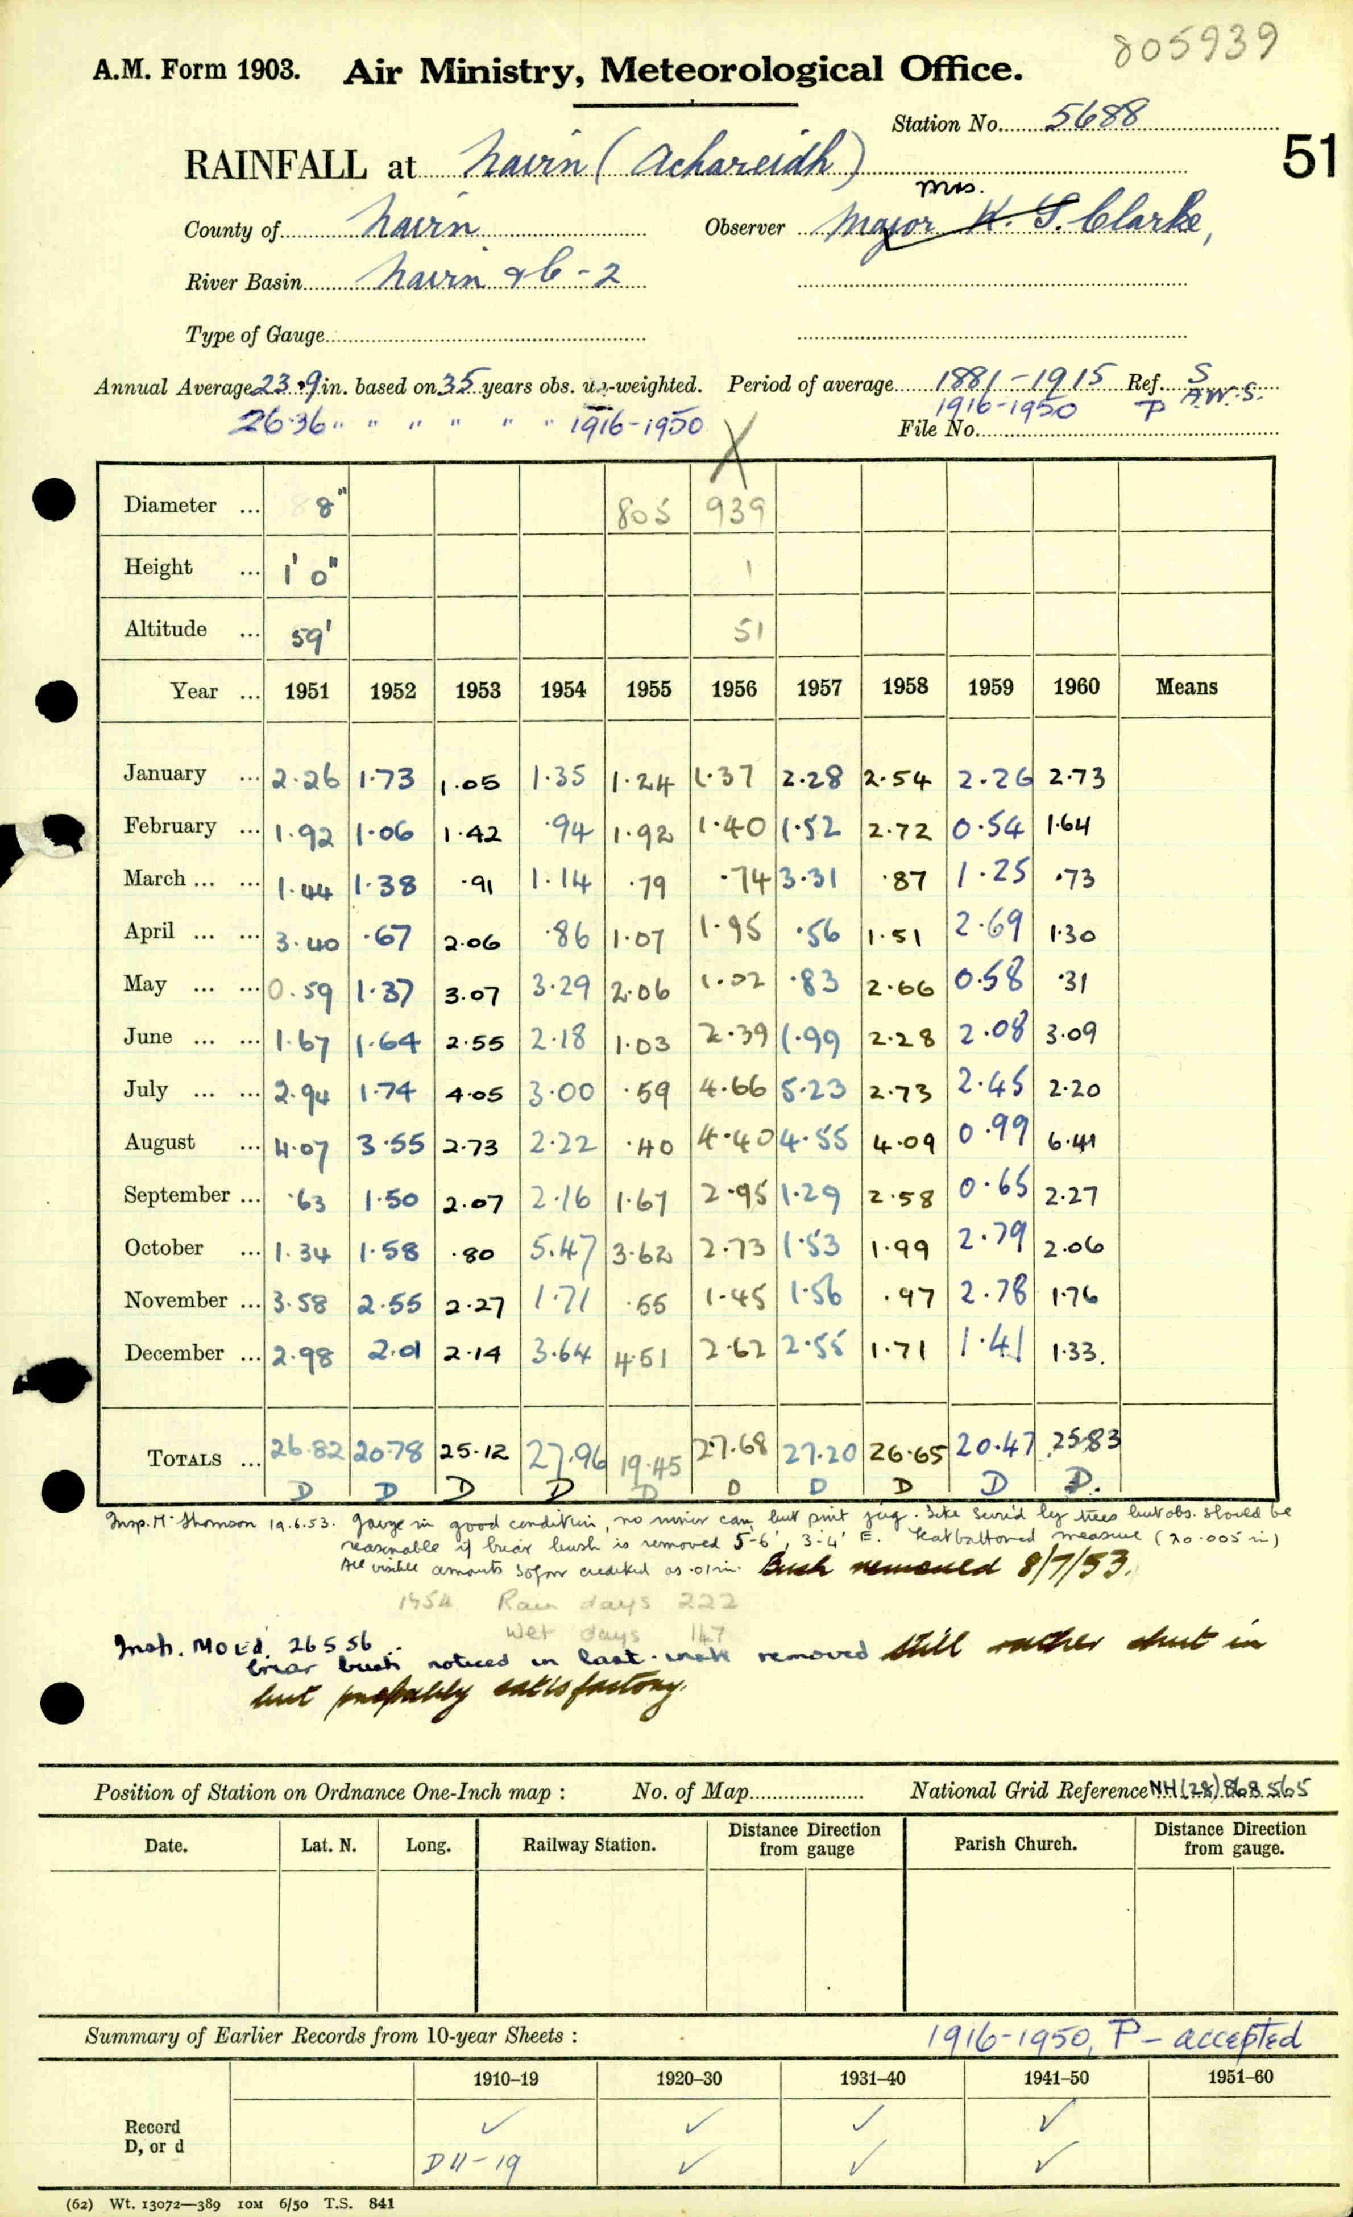 805939
A.M. Form 1903. Air Ministry, Meteorological Office.
Station No. 5688
51
RAINFALL at Nairn (Achareidh)
Mrs.
County of Nairn Observer Major K. G. Clarke,
River Basin Nairn & C - 2
Type of Gauge
Annual Average 23.9 in. based on 35 years obs. un-weighted. Period of average 1881-1915 Ref. S
26.36 " " " " " " 1916-1950 1916-1950 P A.W.S.
File No.
Diameter ... 8" 805 939
Height ... 1' 0" 1
Altitude ... 59' 51
Year ... 1951 1952 1953 1954 1955 1956 1957 1958 1959 1960 Means
January ... 2.26 1.73 1.05 1.35 1.24 1.37 2.28 2.54 2.26 2.73
February ... 1.92 1.06 1.42 .94 1.92 1.40 1.52 2.72 0.54 1.64
March ... ... 1.44 1.38 .91 1.14 .79 .74 3.31 .87 1.25 .73
April ... ... 3.40 .67 2.06 .86 1.07 1.95 .56 1.51 2.69 1.30
May ... ... 0.59 1.37 3.07 3.29 2.06 1.02 .83 2.66 0.58 .31
June ... ... 1.67 1.64 2.55 2.18 1.03 2.39 1.99 2.28 2.08 3.09
July ... ... 2.94 1.74 4.05 3.00 .59 4.66 5.23 2.73 2.45 2.20
August ... 4.07 3.55 2.73 2.22 .40 4.40 4.55 4.09 0.99 6.41
September ... .63 1.50 2.07 2.16 1.67 2.95 1.29 2.58 0.65 2.27
October ... 1.34 1.58 .80 5.47 3.62 2.73 1.53 1.99 2.79 2.06
November ... 3.58 2.55 2.27 1.71 .55 1.45 1.56 .97 2.78 1.76
December ... 2.98 2.01 2.14 3.64 4.51 2.62 2.55 1.71 1.41 1.33.
TOTALS ... 26.82 20.78 25.12 27.96 19.45 27.68 27.20 26.65 20.47 25.83
D D D D D D D D D D.
Insp. Mr Thomson 19.6.53. Gauge in good condition, no inner can, but pint jug. Site surr'd by trees but obs. should be
reasonable if briar bush is removed 5-6', 3-4' E. flat bottomed measure (to .005 in)
All visible amounts so far credited as .01 in. Bush removed 8/7/53.
1954 Rain days 222
Wet days 147
Insp. 26 5 56
briar bush noticed in last removed still rather shut in
but probably satisfactory.
Position of Station on Ordnance One-Inch map : No. of Map National Grid Reference NH(28) 868 565
Date. Lat. N. Long. Railway Station. Distance Direction from gauge Parish Church. Distance Direction from gauge.
Summary of Earlier Records from 10-year Sheets : 1916-1950, P - accepted
1910–19 1920–30 1931–40 1941–50 1951–60
Record ✓ ✓ ✓ ✓
D, or d D 11-19 ✓ ✓ ✓
(62) Wt. 13072—389 10M 6/50 T.S. 841